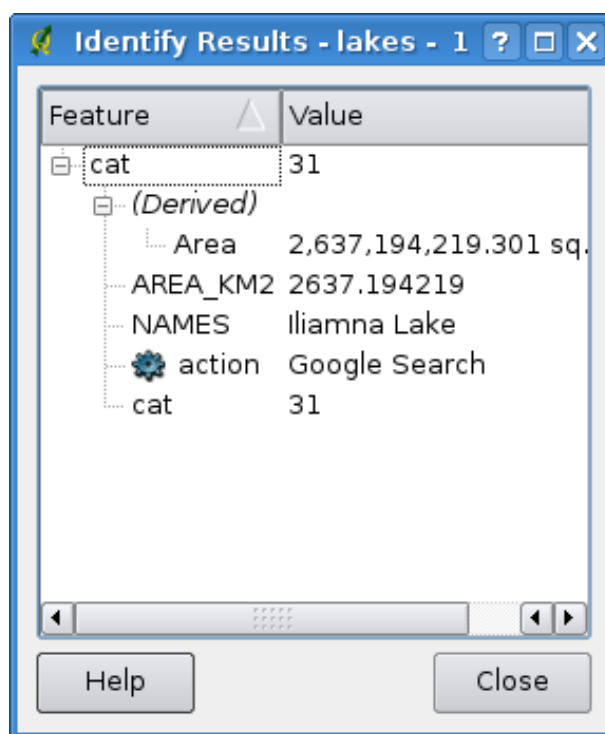 Identify Results - lakes - 1 ? X
Feature Value
cat 31
(Derived)
Area 2,637,194,219.301 sq.
AREA_KM2 2637.194219
NAMES Iliamna Lake
action Google Search
cat 31
Help Close